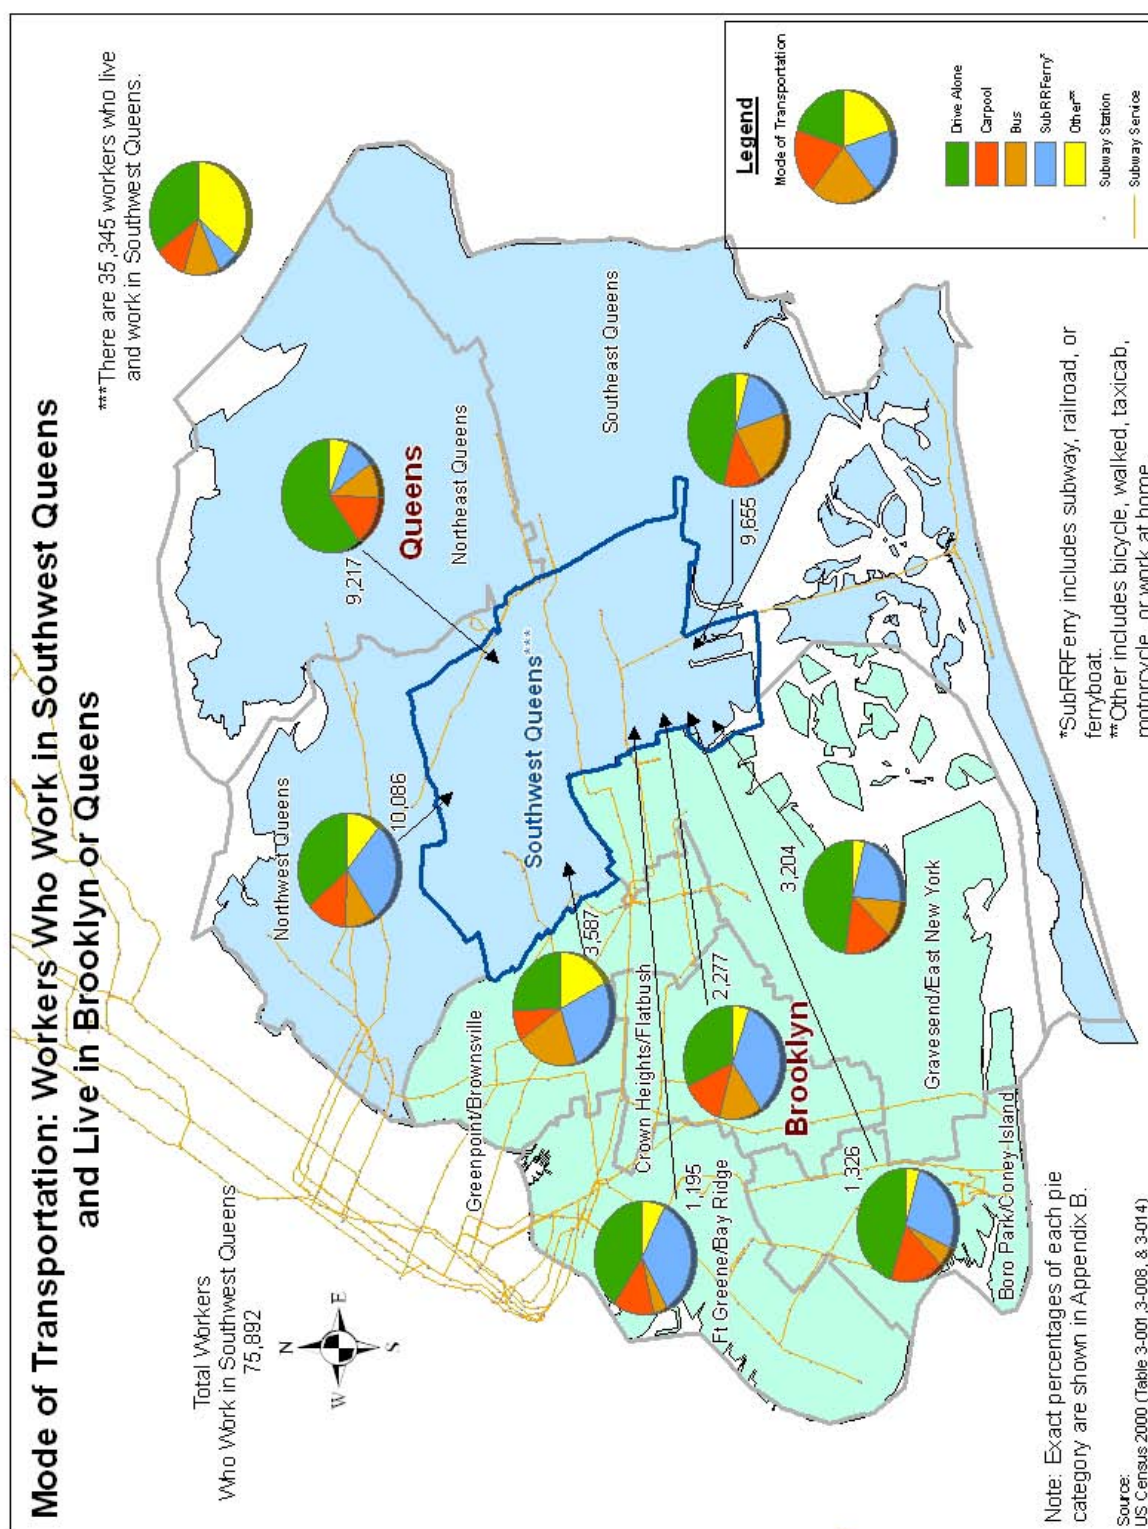 Mode of Transportation: Workers Who Work in Southwest Queens
and Live in Brooklyn or Queens
***There are 35,345 workers who live
and work in Southwest Queens.
Total Workers
Who Work in Southwest Queens
75,892
N
W
E
S
Northwest Queens
10,086
9,217
Queens
Northeast Queens
Southwest Queens***
Southeast Queens
9,655
Greenpoint/Brownsville
3,587
Crown Heights/Flatbush
2,277
3,204
Brooklyn
1,195
Ft Greene/Bay Ridge
1,326
Gravesend/East New York
Boro Park/Coney-Island
Legend
Mode of Transportation
Drive Alone
Carpool
Bus
SubRRFerry*
Other**
Subway Station
Subway Service
*SubRRFerry includes subway, railroad, or
ferryboat.
**Other includes bicycle, walked, taxicab,
motorcycle, or work at home
Note: Exact percentages of each pie
category are shown in Appendix B.
Source:
US Census 2000 (Table 3-001,3-008, & 3-014)